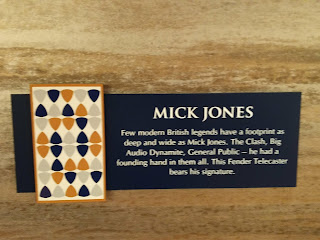 MICK JONES
Few modern British legends have a footprint as
deep and wide as Mick Jones. The Clash, Big
Audio Dynamite, General Public – he had a
founding hand in them all. This Fender Telecaster
bears his signature.